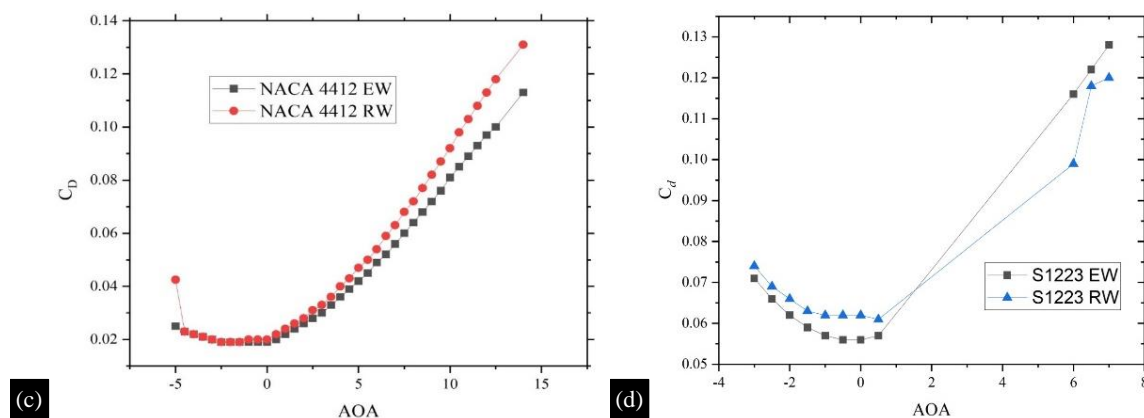 0.14
0.12
0.10
0.08
0.06
0.04
0.02
C_D
NACA 4412 EW
NACA 4412 RW
-5
0
5
10
15
AOA
(c)
0.13
0.12
0.11
0.10
0.09
0.08
0.07
0.06
0.05
C_d
S1223 EW
S1223 RW
-4
-2
0
2
4
6
8
AOA
(d)